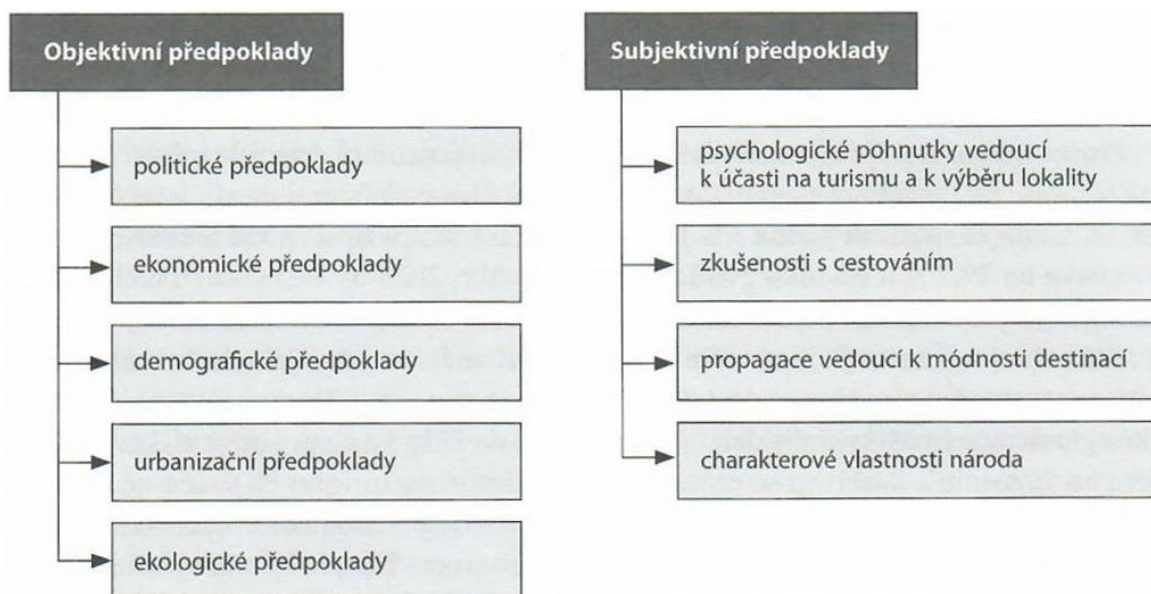 Objektivní předpoklady
politické předpoklady
ekonomické předpoklady
demografické předpoklady
urbanizační předpoklady
ekologické předpoklady
Subjektivní předpoklady
psychologické pohnutky vedoucí
k účasti na turismu a k výběru lokality
zkušenosti s cestováním
propagace vedoucí k módnosti destinací
charakterové vlastnosti národa